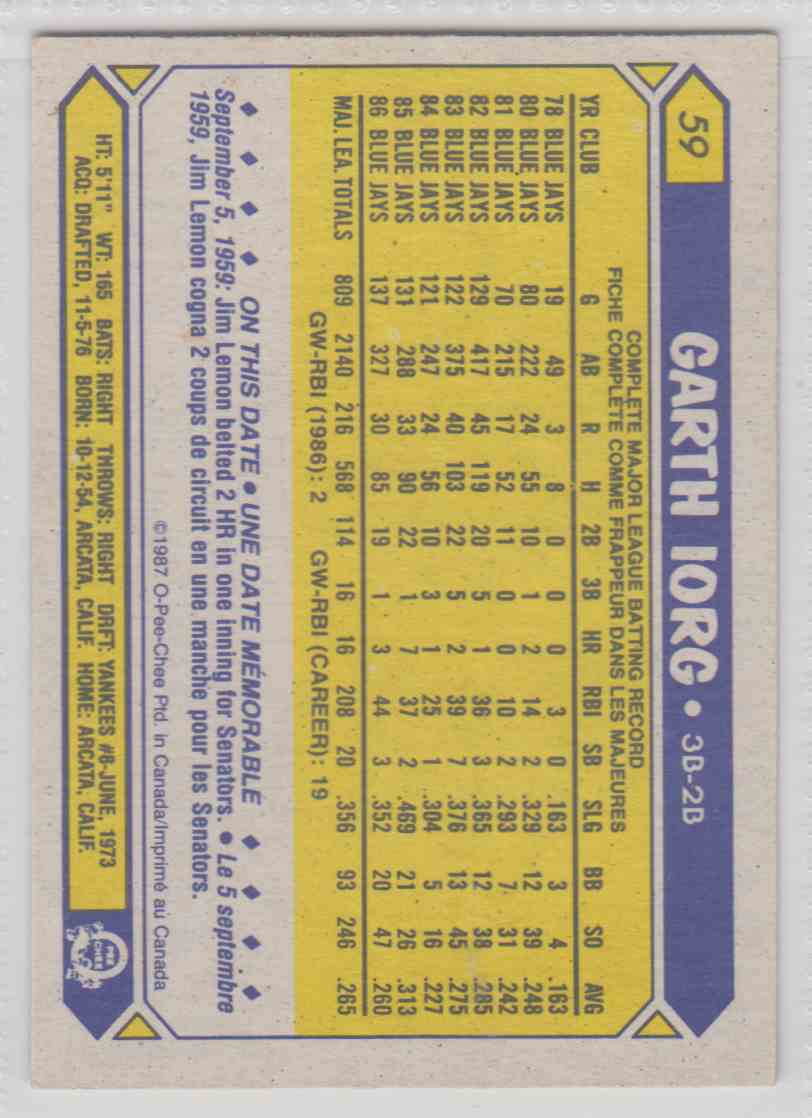 59
GARTH IORG • 3B-2B
COMPLETE MAJOR LEAGUE BATTING RECORD
FICHE COMPLÈTE COMME FRAPPEUR DANS LES MAJEURES
YR CLUB G AB R H 2B 3B HR RBI SB SLG BB SO AVG
78 BLUE JAYS 19 49 3 8 0 0 0 3 0 .163 3 4 .163
80 BLUE JAYS 80 222 24 55 10 1 2 14 2 .329 12 39 .248
81 BLUE JAYS 70 215 17 52 11 0 0 10 2 .293 7 31 .242
82 BLUE JAYS 129 417 45 119 20 5 1 36 3 .365 12 38 .285
83 BLUE JAYS 122 375 40 103 22 5 2 39 7 .376 13 45 .275
84 BLUE JAYS 121 247 24 56 10 3 1 25 1 .304 5 16 .227
85 BLUE JAYS 131 288 33 90 22 1 7 37 2 .469 21 26 .313
86 BLUE JAYS 137 327 30 85 19 1 3 44 3 .352 20 47 .260
MAJ. LEA. TOTALS 809 2140 216 568 114 16 16 208 20 .356 93 246 .265
GW-RBI (1986): 2 GW-RBI (CAREER): 19
ON THIS DATE • UNE DATE MÉMORABLE
September 5, 1959: Jim Lemon belted 2 HR in one inning for Senators. • Le 5 septembre
1959, Jim Lemon cogna 2 coups de circuit en une manche pour les Senators.
©1987 O-Pee-Chee Ptd. in Canada/Imprimé au Canada
HT: 5'11" WT: 165 BATS: RIGHT THROWS: RIGHT DRFT: YANKEES #8-JUNE, 1973
ACQ: DRAFTED, 11-5-76 BORN: 10-12-54, ARCATA, CALIF. HOME: ARCATA, CALIF.
O
PEE
CHEE